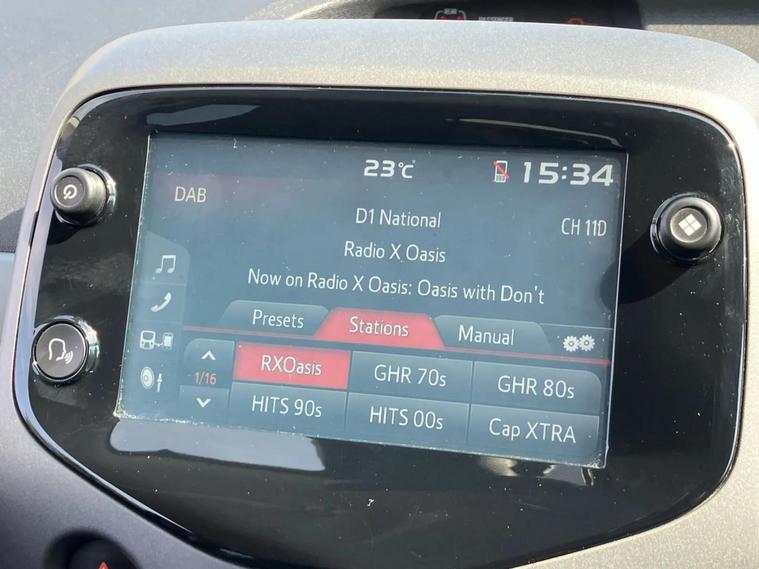 PASSENGER
23°C 15:34
DAB
D1 National CH 11D
Radio X Oasis
Now on Radio X Oasis: Oasis with Don't
Presets Stations Manual
1/16
RXOasis GHR 70s GHR 80s
HITS 90s HITS 00s Cap XTRA